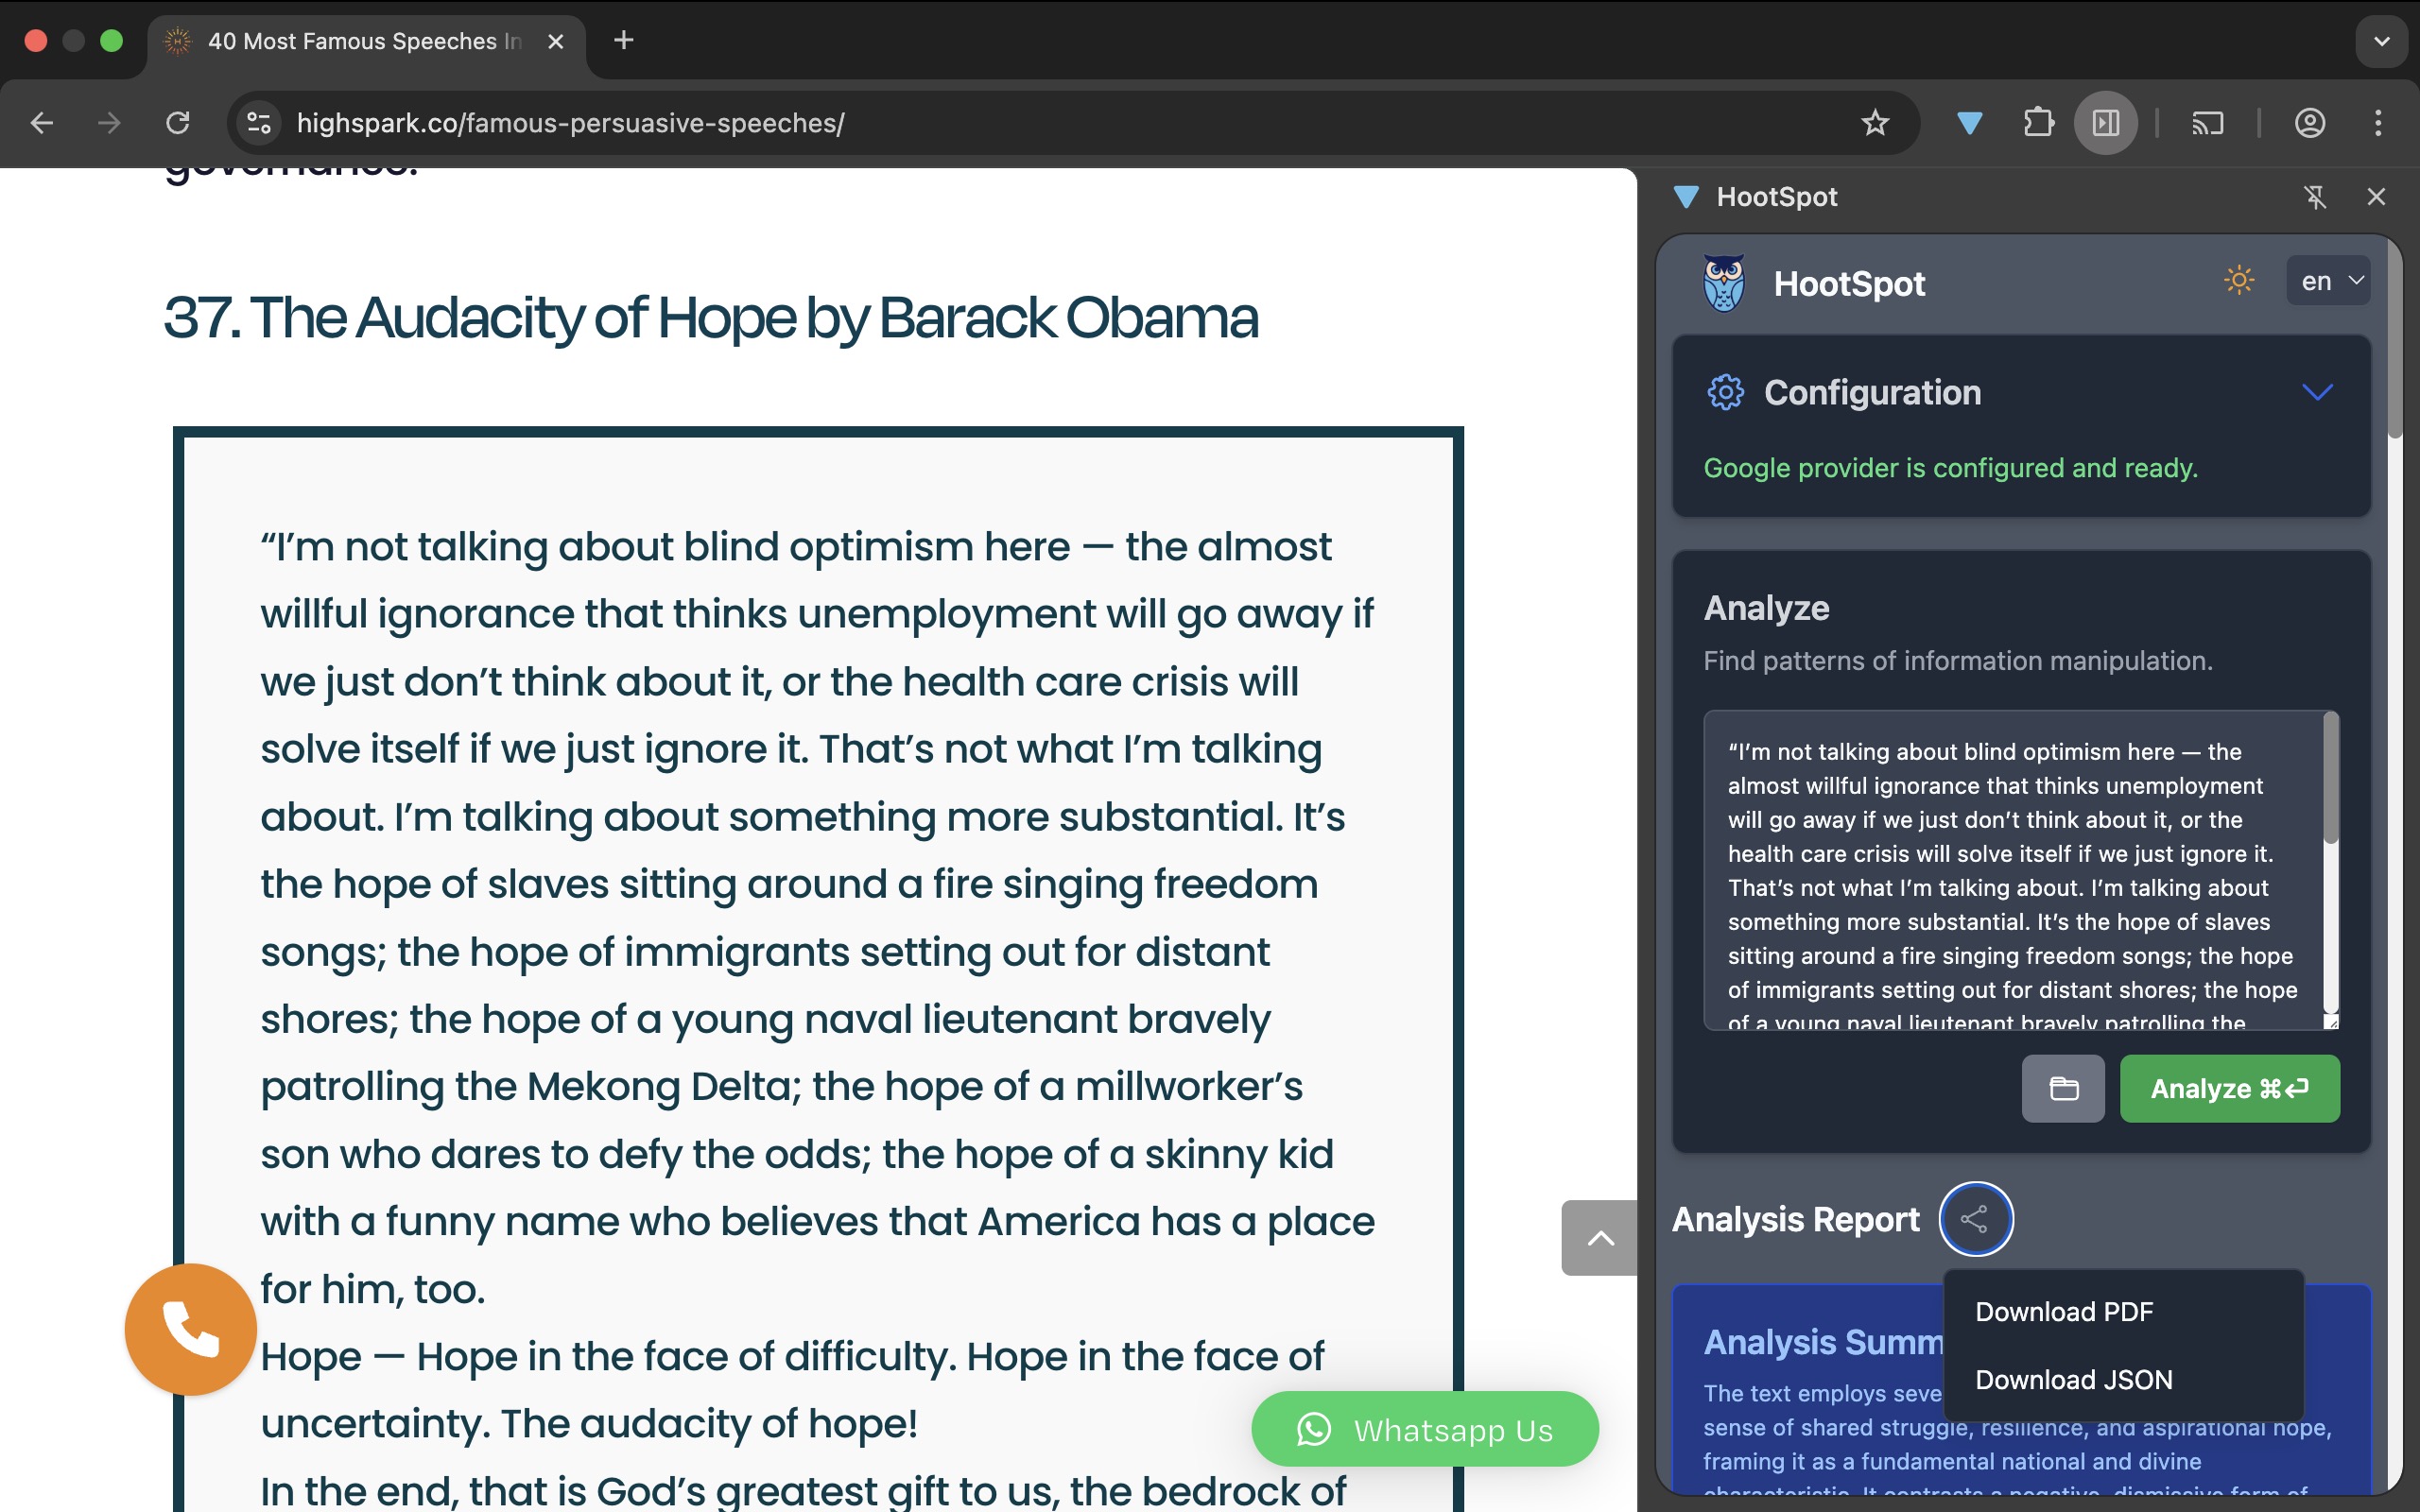 40 Most Famous Speeches In
highspark.co/famous-persuasive-speeches/
governance.
37. The Audacity of Hope by Barack Obama
“I’m not talking about blind optimism here — the almost
willful ignorance that thinks unemployment will go away if
we just don’t think about it, or the health care crisis will
solve itself if we just ignore it. That’s not what I’m talking
about. I’m talking about something more substantial. It’s
the hope of slaves sitting around a fire singing freedom
songs; the hope of immigrants setting out for distant
shores; the hope of a young naval lieutenant bravely
patrolling the Mekong Delta; the hope of a millworker’s
son who dares to defy the odds; the hope of a skinny kid
with a funny name who believes that America has a place
for him, too.
Hope — Hope in the face of difficulty. Hope in the face of
uncertainty. The audacity of hope!
In the end, that is God’s greatest gift to us, the bedrock of
Whatsapp Us
HootSpot
HootSpot
en
Configuration
Google provider is configured and ready.
Analyze
Find patterns of information manipulation.
“I’m not talking about blind optimism here — the
almost willful ignorance that thinks unemployment
will go away if we just don’t think about it, or the
health care crisis will solve itself if we just ignore it.
That’s not what I’m talking about. I’m talking about
something more substantial. It’s the hope of slaves
sitting around a fire singing freedom songs; the hope
of immigrants setting out for distant shores; the hope
of a young naval lieutenant bravely patrolling the
Analyze ⌘⏎
Analysis Report
Download PDF
Download JSON
Analysis Summ
The text employs seve
sense of shared struggle, resilience, and aspirational hope,
framing it as a fundamental national and divine
characteristic. It contrasts a negative, dismissive form of